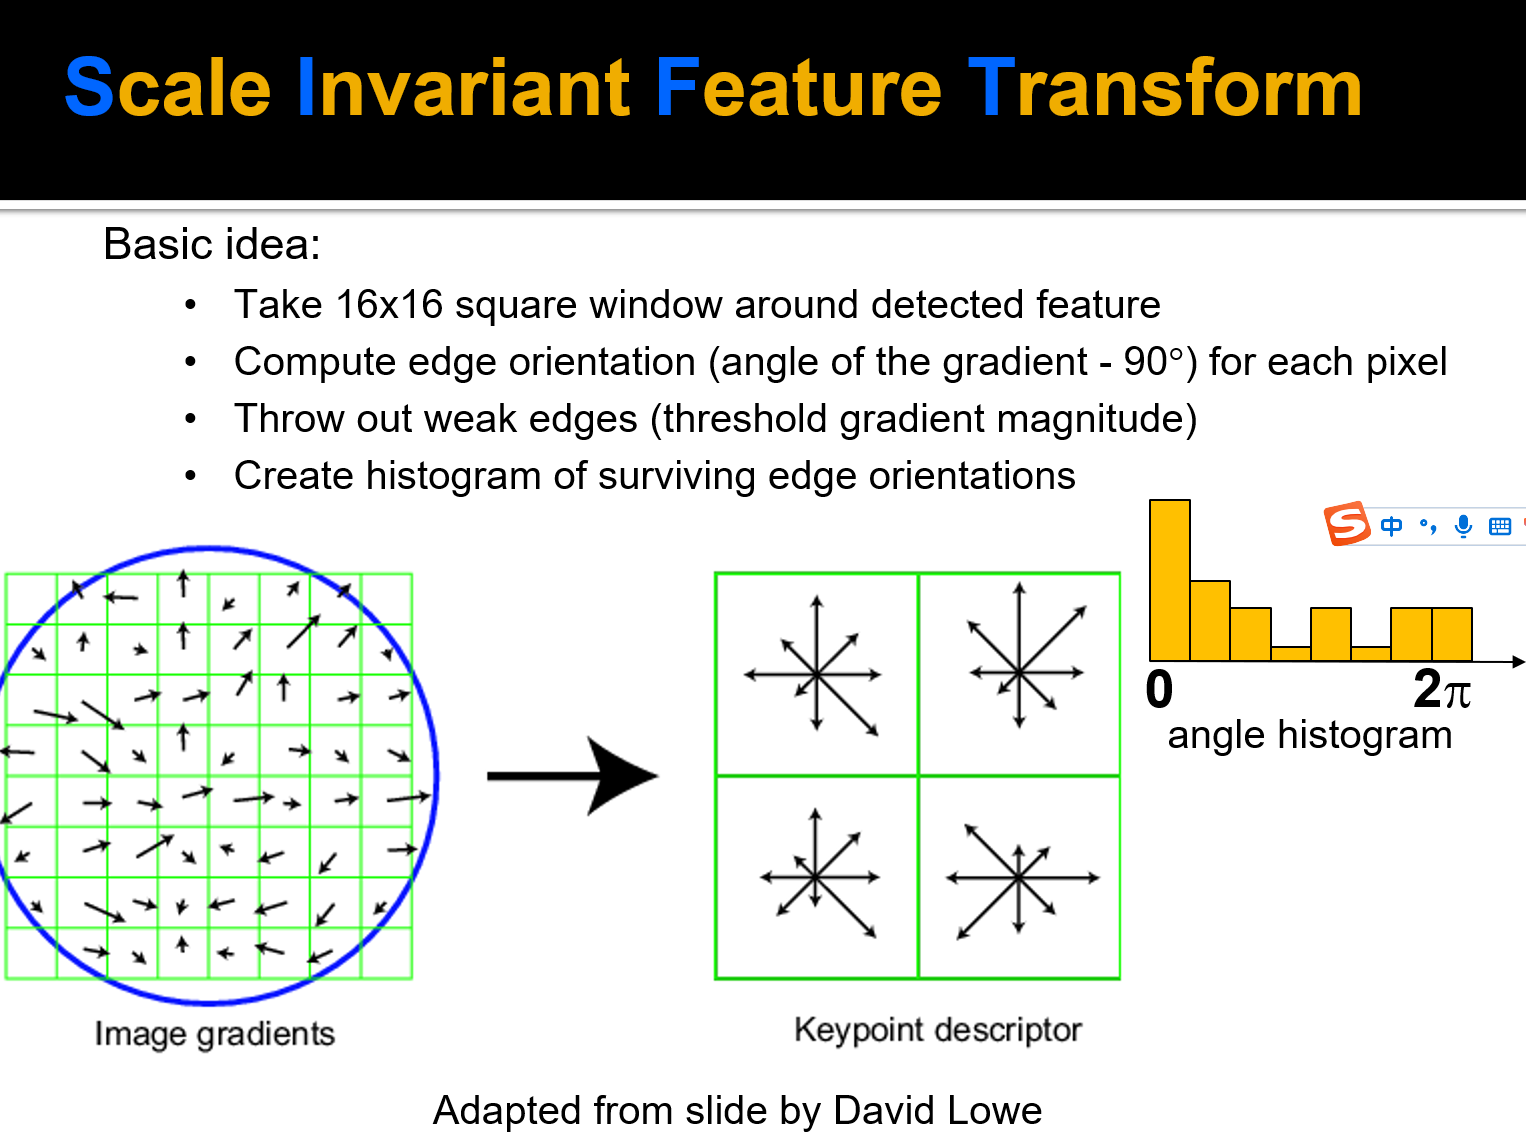 Scale Invariant Feature Transform
Basic idea:
• Take 16x16 square window around detected feature
• Compute edge orientation (angle of the gradient - 90°) for each pixel
• Throw out weak edges (threshold gradient magnitude)
• Create histogram of surviving edge orientations
S 中 °,
0 2π
angle histogram
Image gradients
Keypoint descriptor
Adapted from slide by David Lowe